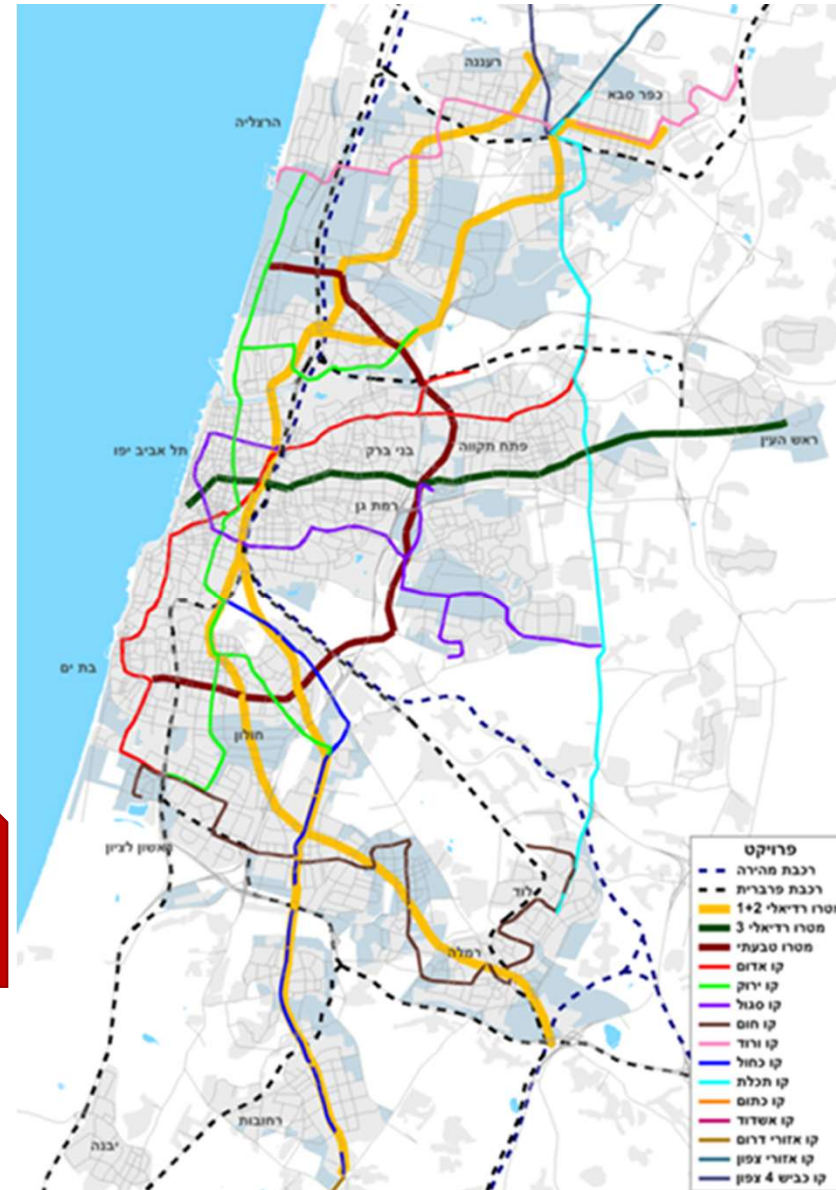 רעננה
כפר סבא
הרצליה
תל אביב יפו
בני ברק
פתח תקווה
ראש העין
רמת גן
בת ים
חולון
ראשון לציון
לוד
רמלה
רחובות
יבנה
פרויקט
רכבת מהירה
רכבת פרברית
מטרו רדיאלי 1+2
מטרו רדיאלי 3
מטרו טבעתי
קו אדום
קו ירוק
קו סגול
קו חום
קו ורוד
קו כחול
קו תכלת
קו כתום
קו אשדוד
קו אזורי דרום
קו אזורי צפון
קו כביש 4 צפון